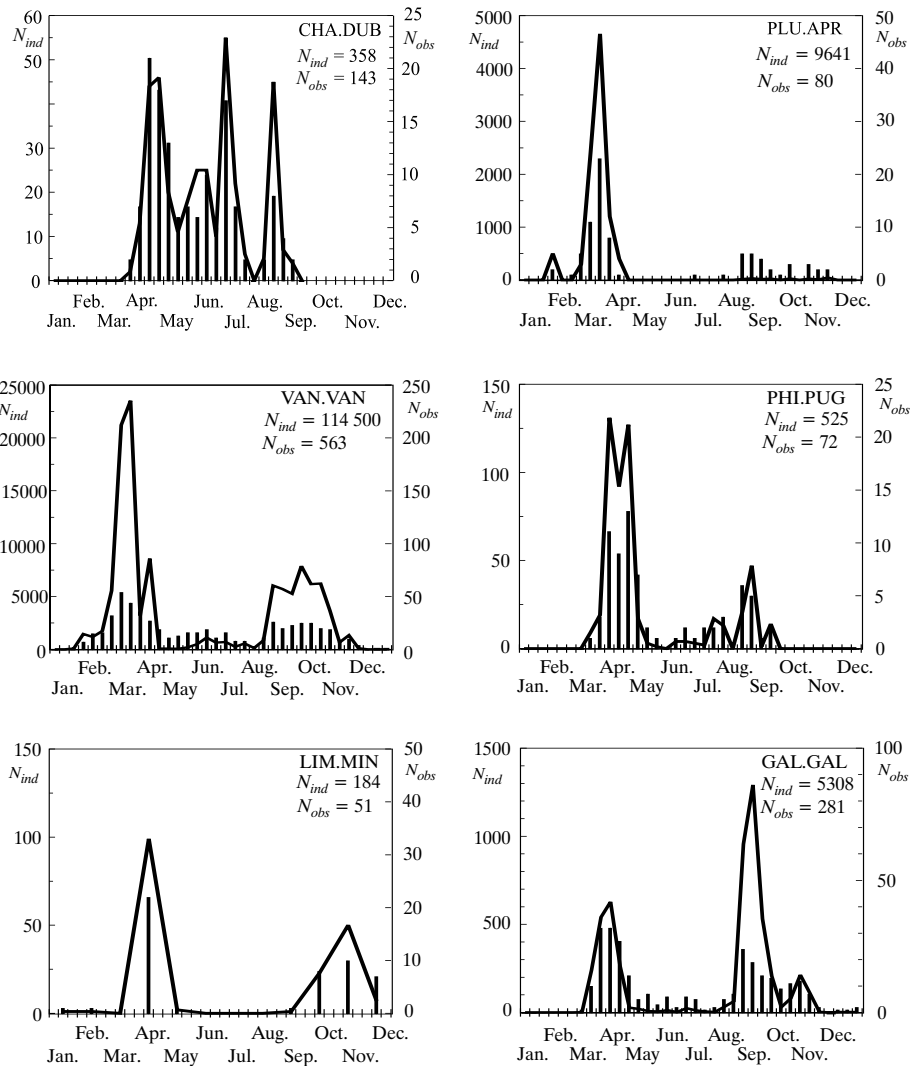 60 CHA.DUB 25
N_ind N_ind = 358 N_obs
50 N_obs = 143 20
15
30
10
20
5
10
0 0
Feb. Apr. Jun. Aug. Oct. Dec.
Jan. Mar. May Jul. Sep. Nov.
5000 PLU.APR 50
N_ind N_ind = 9641 N_obs
4000 N_obs = 80 40
3000 30
2000 20
1000 10
0 0
Feb. Apr. Jun. Aug. Oct. Dec.
Jan. Mar. May Jul. Sep. Nov.
25000 VAN.VAN 250
N_ind N_ind = 114 500 N_obs
20000 N_obs = 563 200
15000 150
10000 100
5000 50
0 0
Feb. Apr. Jun. Aug. Oct. Dec.
Jan. Mar. May Jul. Sep. Nov.
150 PHI.PUG 25
N_ind N_ind = 525 N_obs
N_obs = 72 20
100
15
10
50
5
0 0
Feb. Apr. Jun. Aug. Oct. Dec.
Jan. Mar. May Jul. Sep. Nov.
150 LIM.MIN 50
N_ind N_ind = 184 N_obs
N_obs = 51 40
100
30
20
50
10
0 0
Feb. Apr. Jun. Aug. Oct. Dec.
Jan. Mar. May Jul. Sep. Nov.
1500 GAL.GAL 100
N_ind N_ind = 5308 N_obs
N_obs = 281
1000
50
500
0 0
Feb. Apr. Jun. Aug. Oct. Dec.
Jan. Mar. May Jul. Sep. Nov.